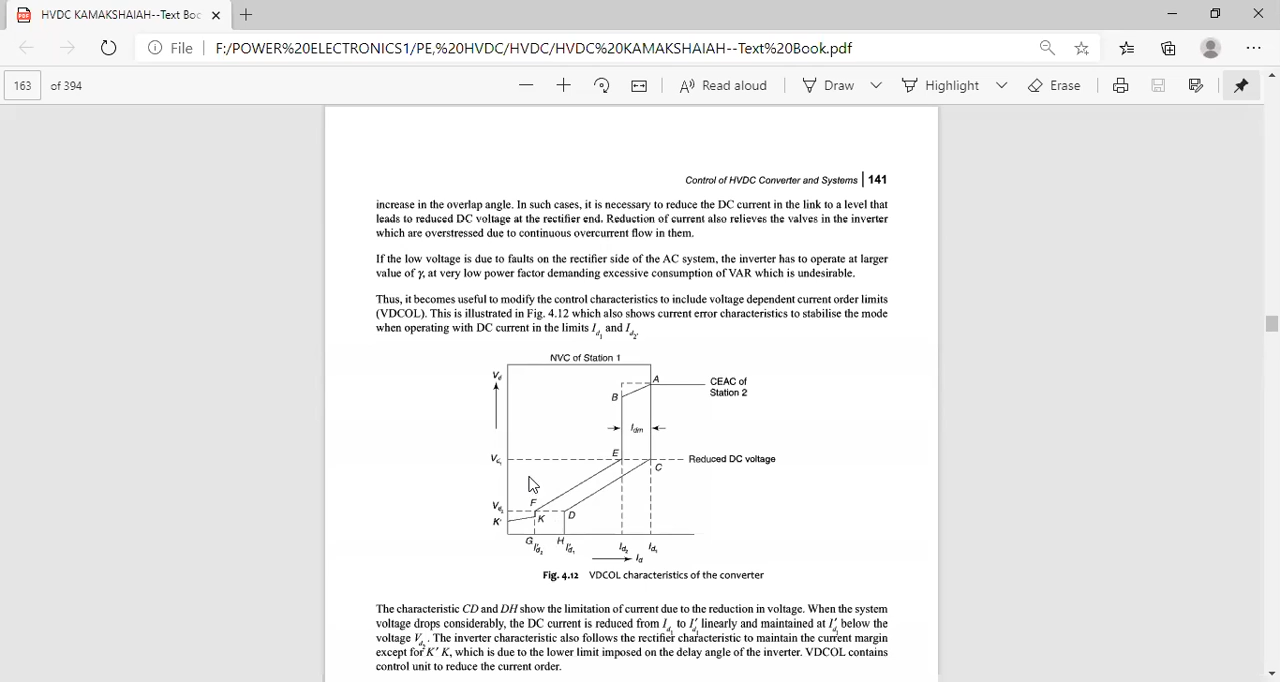 HVDC KAMAKSHAIAH--Text Boo
File F:/POWER%20ELECTRONICS1/PE,%20HVDC/HVDC/HVDC%20KAMAKSHAIAH--Text%20Book.pdf
163 of 394 Read aloud Draw Highlight Erase
Control of HVDC Converter and Systems 141
increase in the overlap angle. In such cases, it is necessary to reduce the DC current in the link to a level that
leads to reduced DC voltage at the rectifier end. Reduction of current also relieves the valves in the inverter
which are overstressed due to continuous overcurrent flow in them.
If the low voltage is due to faults on the rectifier side of the AC system, the inverter has to operate at larger
value of γ, at very low power factor demanding excessive consumption of VAR which is undesirable.
Thus, it becomes useful to modify the control characteristics to include voltage dependent current order limits
(VDCOL). This is illustrated in Fig. 4.12 which also shows current error characteristics to stabilise the mode
when operating with DC current in the limits I_d1 and I_d2.
NVC of Station 1
V_d
A
CEAC of
Station 2
B
I_dm
E
Reduced DC voltage
C
F
K
D
K'
G
H
I'_d2
I'_d1
I_d2
I_d1
I_d
Fig. 4.12 VDCOL characteristics of the converter
The characteristic CD and DH show the limitation of current due to the reduction in voltage. When the system
voltage drops considerably, the DC current is reduced from I_d1 to I'_d1 linearly and maintained at I'_d1 below the
voltage V_d2. The inverter characteristic also follows the rectifier characteristic to maintain the current margin
except for K' K, which is due to the lower limit imposed on the delay angle of the inverter. VDCOL contains
control unit to reduce the current order.